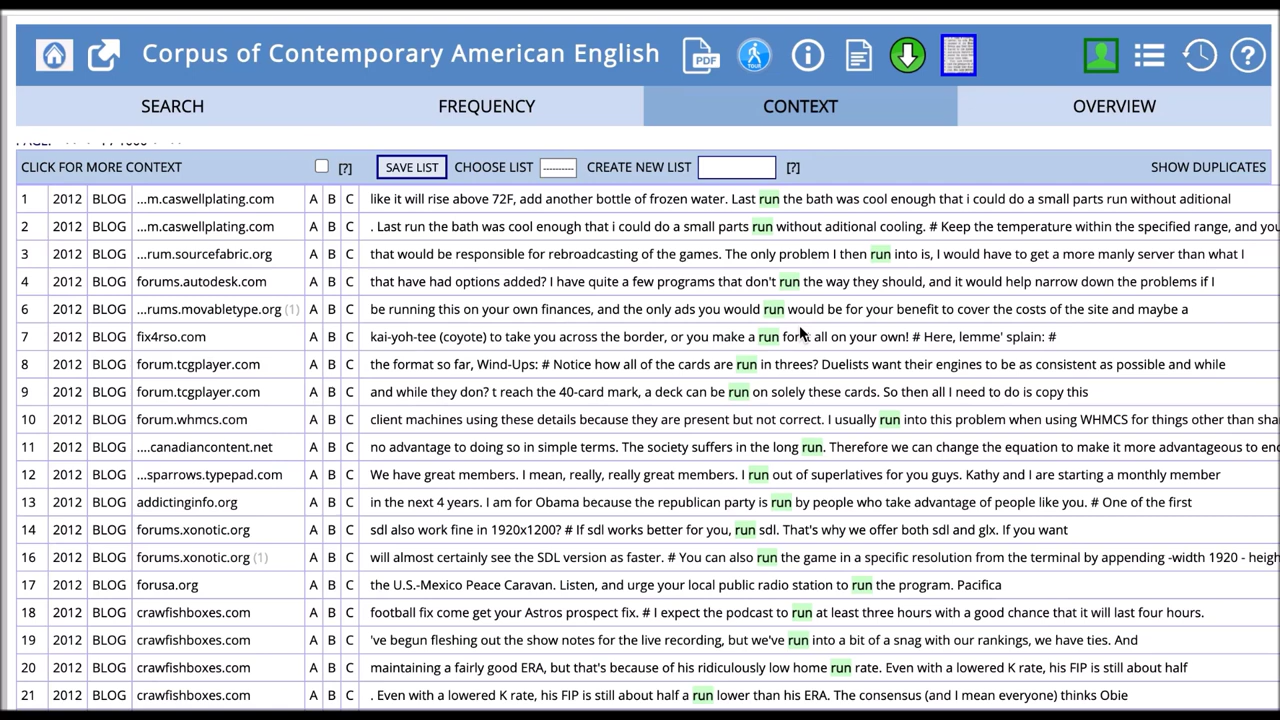 PDF TOUR Corpus of Contemporary American English
SEARCH FREQUENCY CONTEXT OVERVIEW
CLICK FOR MORE CONTEXT [?] SAVE LIST CHOOSE LIST ---------- CREATE NEW LIST [?] SHOW DUPLICATES
1 2012 BLOG ...m.caswellplating.com A B C like it will rise above 72F, add another bottle of frozen water. Last run the bath was cool enough that i could do a small parts run without aditional
2 2012 BLOG ...m.caswellplating.com A B C . Last run the bath was cool enough that i could do a small parts run without aditional cooling. # Keep the temperature within the specified range, and you
3 2012 BLOG ...rum.sourcefabric.org A B C that would be responsible for rebroadcasting of the games. The only problem I then run into is, I would have to get a more manly server than what I
4 2012 BLOG forums.autodesk.com A B C that have had options added? I have quite a few programs that don't run the way they should, and it would help narrow down the problems if I
6 2012 BLOG ...rums.movabletype.org (1) A B C be running this on your own finances, and the only ads you would run would be for your benefit to cover the costs of the site and maybe a
7 2012 BLOG fix4rso.com A B C kai-yoh-tee (coyote) to take you across the border, or you make a run for it all on your own! # Here, lemme' splain: #
8 2012 BLOG forum.tcgplayer.com A B C the format so far, Wind-Ups: # Notice how all of the cards are run in threes? Duelists want their engines to be as consistent as possible and while
9 2012 BLOG forum.tcgplayer.com A B C and while they don? t reach the 40-card mark, a deck can be run on solely these cards. So then all I need to do is copy this
10 2012 BLOG forum.whmcs.com A B C client machines using these details because they are present but not correct. I usually run into this problem when using WHMCS for things other than sha
11 2012 BLOG ....canadiancontent.net A B C no advantage to doing so in simple terms. The society suffers in the long run. Therefore we can change the equation to make it more advantageous to en
12 2012 BLOG ...sparrows.typepad.com A B C We have great members. I mean, really, really great members. I run out of superlatives for you guys. Kathy and I are starting a monthly member
13 2012 BLOG addictinginfo.org A B C in the next 4 years. I am for Obama because the republican party is run by people who take advantage of people like you. # One of the first
14 2012 BLOG forums.xonotic.org A B C sdl also work fine in 1920x1200? # If sdl works better for you, run sdl. That's why we offer both sdl and glx. If you want
16 2012 BLOG forums.xonotic.org (1) A B C will almost certainly see the SDL version as faster. # You can also run the game in a specific resolution from the terminal by appending -width 1920 - heigh
17 2012 BLOG forusa.org A B C the U.S.-Mexico Peace Caravan. Listen, and urge your local public radio station to run the program. Pacifica
18 2012 BLOG crawfishboxes.com A B C football fix come get your Astros prospect fix. # I expect the podcast to run at least three hours with a good chance that it will last four hours.
19 2012 BLOG crawfishboxes.com A B C 've begun fleshing out the show notes for the live recording, but we've run into a bit of a snag with our rankings, we have ties. And
20 2012 BLOG crawfishboxes.com A B C maintaining a fairly good ERA, but that's because of his ridiculously low home run rate. Even with a lowered K rate, his FIP is still about half
21 2012 BLOG crawfishboxes.com A B C . Even with a lowered K rate, his FIP is still about half a run lower than his ERA. The consensus (and I mean everyone) thinks Obie